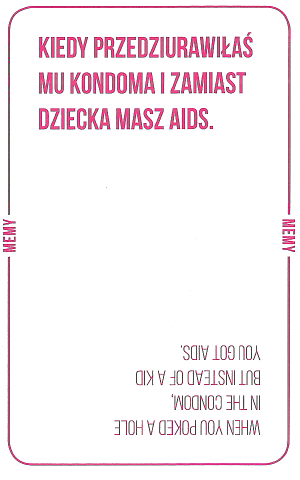 KIEDY PRZEDZIURAWIŁAŚ
MU KONDOMA I ZAMIAST
DZIECKA MASZ AIDS.
MEMY
MEMY
WHEN YOU POKED A HOLE
IN THE CONDOM,
BUT INSTEAD OF A KID
YOU GOT AIDS.